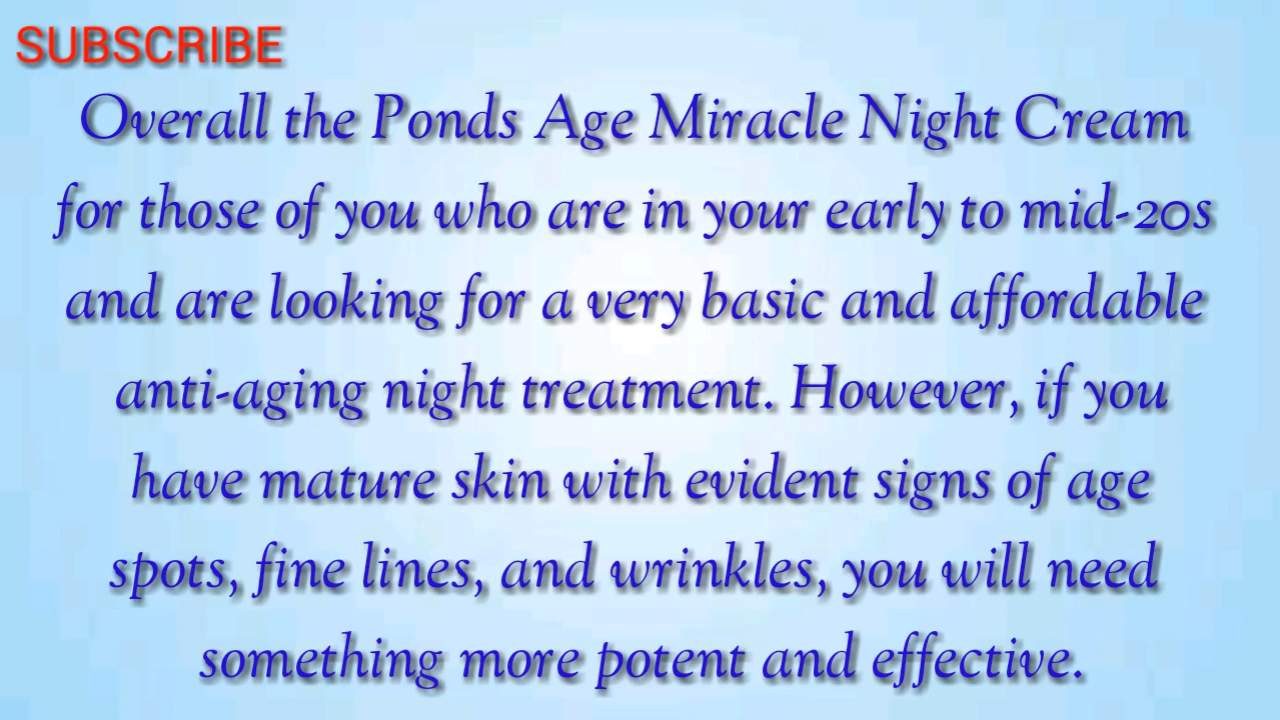 SUBSCRIBE
Overall the Ponds Age Miracle Night Cream
for those of you who are in your early to mid-20s
and are looking for a very basic and affordable
anti-aging night treatment. However, if you
have mature skin with evident signs of age
spots, fine lines, and wrinkles, you will need
something more potent and effective.